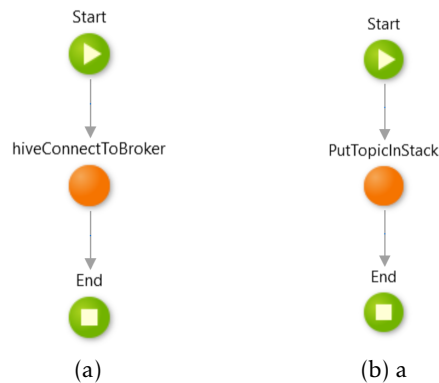 Start
hiveConnectToBroker
End
(a)
Start
PutTopicInStack
End
(b) a